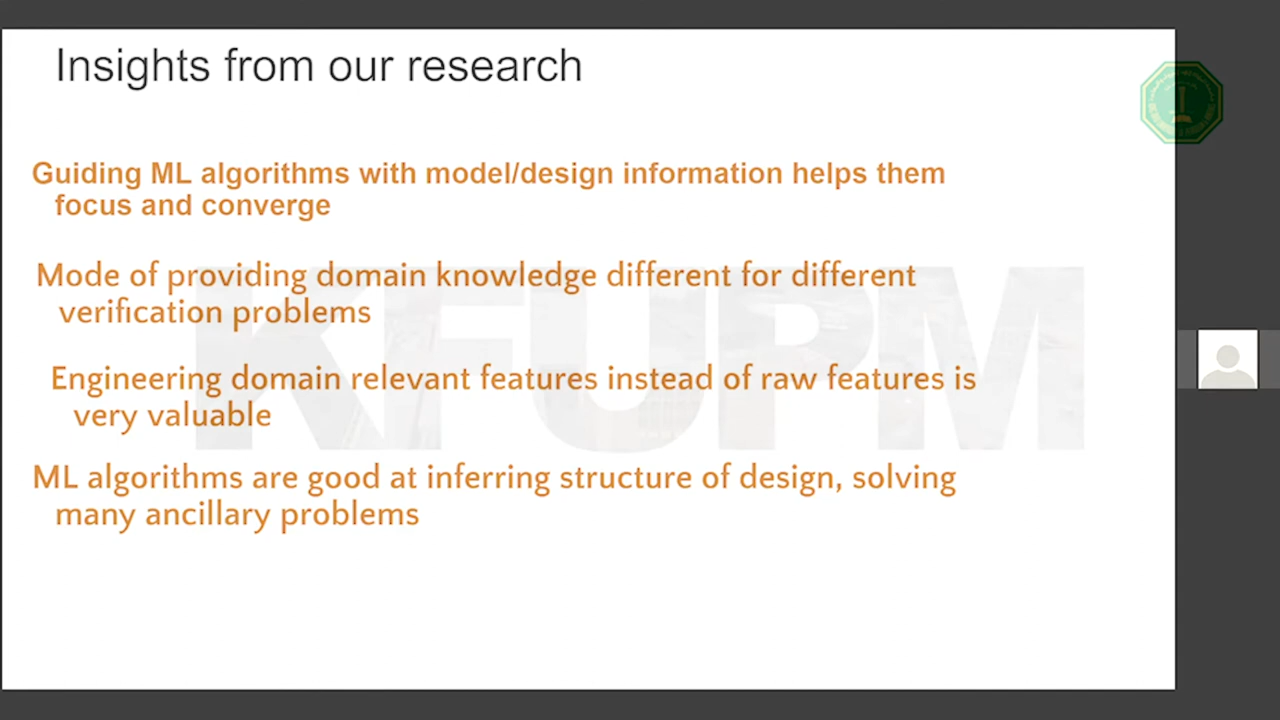 Insights from our research
Guiding ML algorithms with model/design information helps them
focus and converge
Mode of providing domain knowledge different for different
verification problems
Engineering domain relevant features instead of raw features is
very valuable
ML algorithms are good at inferring structure of design, solving
many ancillary problems
KFUPM